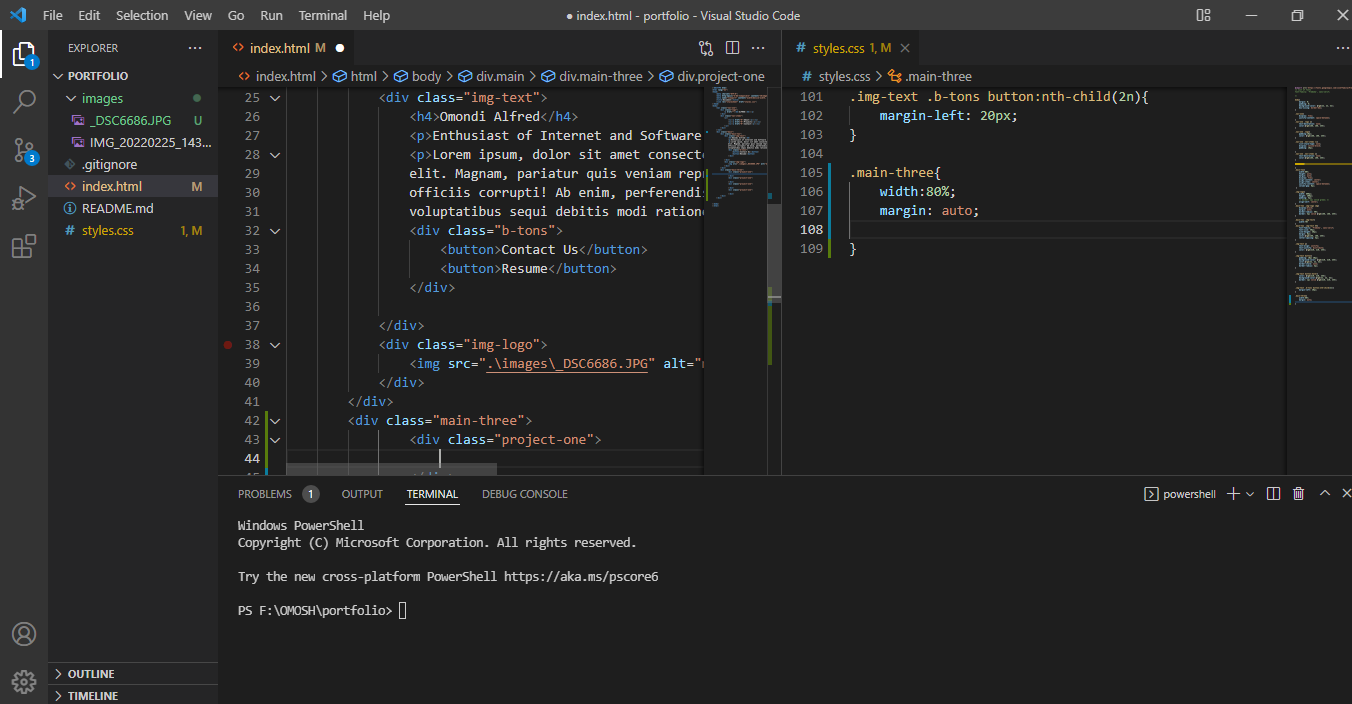 File Edit Selection View Go Run Terminal Help
● index.html - portfolio - Visual Studio Code
EXPLORER
PORTFOLIO
images
_DSC6686.JPG U
IMG_20220225_143...
.gitignore
index.html M
README.md
styles.css 1, M
OUTLINE
TIMELINE
1
3
index.html M
index.html > html > body > div.main > div.main-three > div.project-one
25 <div class="img-text">
26 <h4>Omondi Alfred</h4>
27 <p>Enthusiast of Internet and Software
28 <p>Lorem ipsum, dolor sit amet consecte
29 elit. Magnam, pariatur quis veniam repr
30 officiis corrupti! Ab enim, perferendis
31 voluptatibus sequi debitis modi ratione
32 <div class="b-tons">
33 <button>Contact Us</button>
34 <button>Resume</button>
35 </div>
36
37 </div>
38 <div class="img-logo">
39 <img src=".\images\_DSC6686.JPG" alt="
40 </div>
41 </div>
42 <div class="main-three">
43 <div class="project-one">
44
styles.css 1, M
styles.css > .main-three
101 .img-text .b-tons button:nth-child(2n){
102 margin-left: 20px;
103 }
104
105 .main-three{
106 width:80%;
107 margin: auto;
108
109 }
PROBLEMS 1 OUTPUT TERMINAL DEBUG CONSOLE
powershell
Windows PowerShell
Copyright (C) Microsoft Corporation. All rights reserved.
Try the new cross-platform PowerShell https://aka.ms/pscore6
PS F:\OMOSH\portfolio>